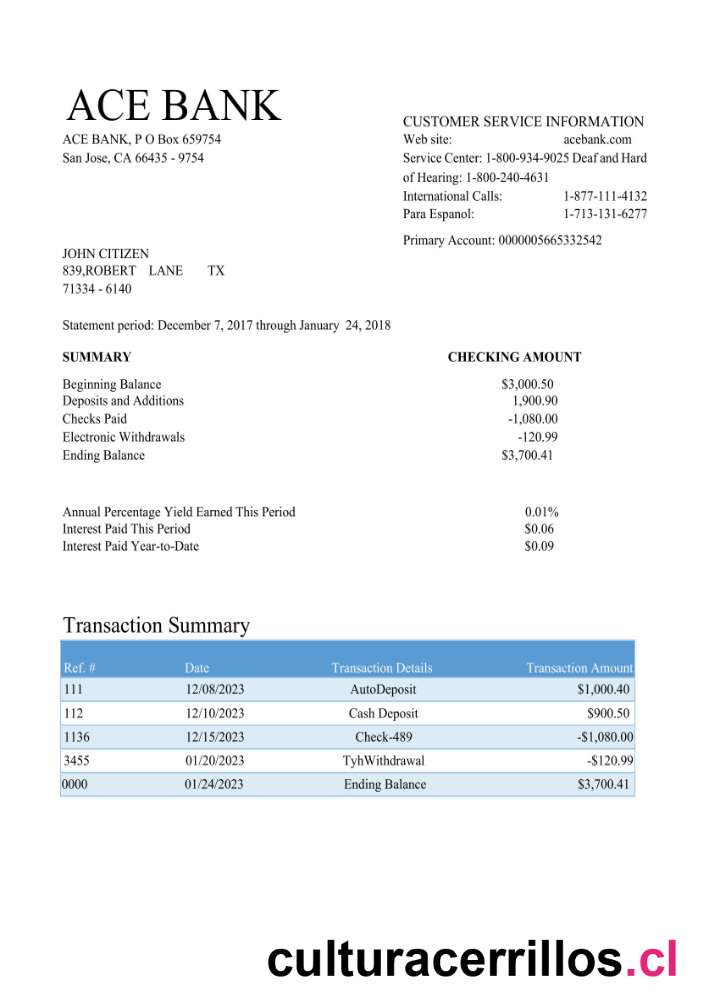 ACE BANK
ACE BANK, P O Box 659754
San Jose, CA 66435 - 9754
CUSTOMER SERVICE INFORMATION
Web site: acebank.com
Service Center: 1-800-934-9025 Deaf and Hard
of Hearing: 1-800-240-4631
International Calls: 1-877-111-4132
Para Espanol: 1-713-131-6277
Primary Account: 0000005665332542
JOHN CITIZEN
839,ROBERT LANE TX
71334 - 6140
Statement period: December 7, 2017 through January 24, 2018
SUMMARY CHECKING AMOUNT
Beginning Balance $3,000.50
Deposits and Additions 1,900.90
Checks Paid -1,080.00
Electronic Withdrawals -120.99
Ending Balance $3,700.41
Annual Percentage Yield Earned This Period 0.01%
Interest Paid This Period $0.06
Interest Paid Year-to-Date $0.09
Transaction Summary
Ref. # Date Transaction Details Transaction Amount
111 12/08/2023 AutoDeposit $1,000.40
112 12/10/2023 Cash Deposit $900.50
1136 12/15/2023 Check-489 -$1,080.00
3455 01/20/2023 TyhWithdrawal -$120.99
0000 01/24/2023 Ending Balance $3,700.41
culturacerrillos.cl